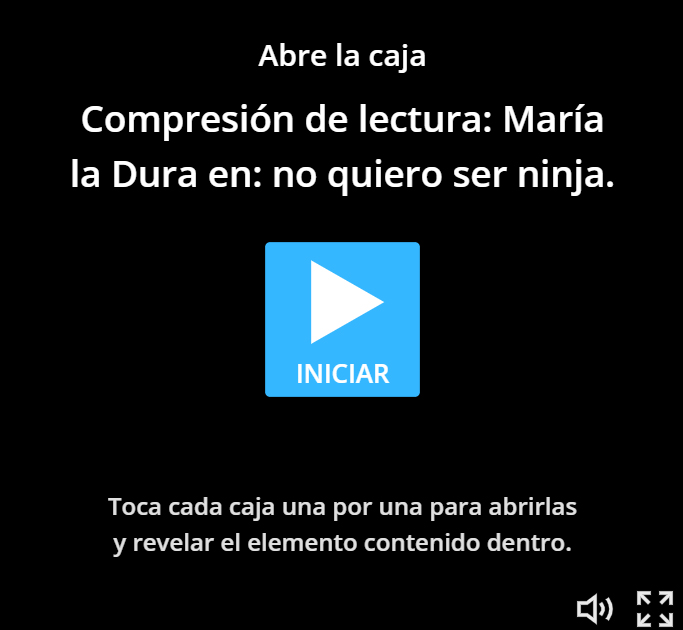 Abre la caja
Compresión de lectura: María
la Dura en: no quiero ser ninja.
INICIAR
Toca cada caja una por una para abrirlas
y revelar el elemento contenido dentro.